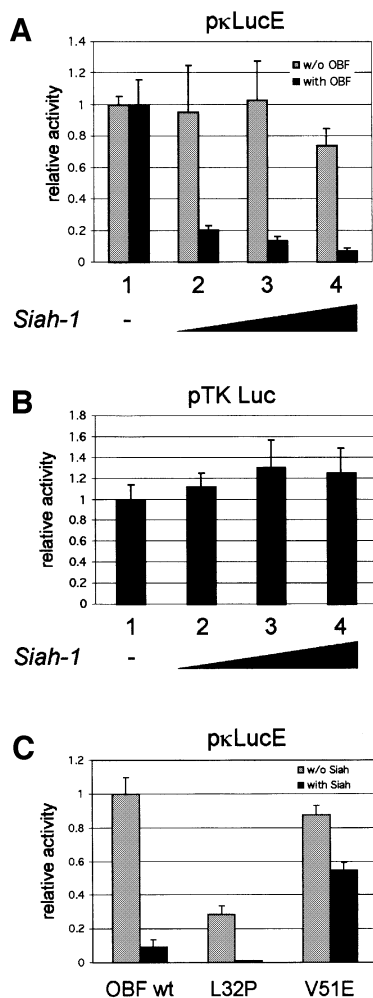 A
pκLucE
w/o OBF
with OBF
relative activity
1.4
1.2
1
0.8
0.6
0.4
0.2
0
1 2 3 4
Siah-1 -
B
pTK Luc
relative activity
1.8
1.6
1.4
1.2
1
0.8
0.6
0.4
0.2
0
1 2 3 4
Siah-1 -
C
pκLucE
w/o Siah
with Siah
relative activity
1.2
1
0.8
0.6
0.4
0.2
0
OBF wt L32P V51E